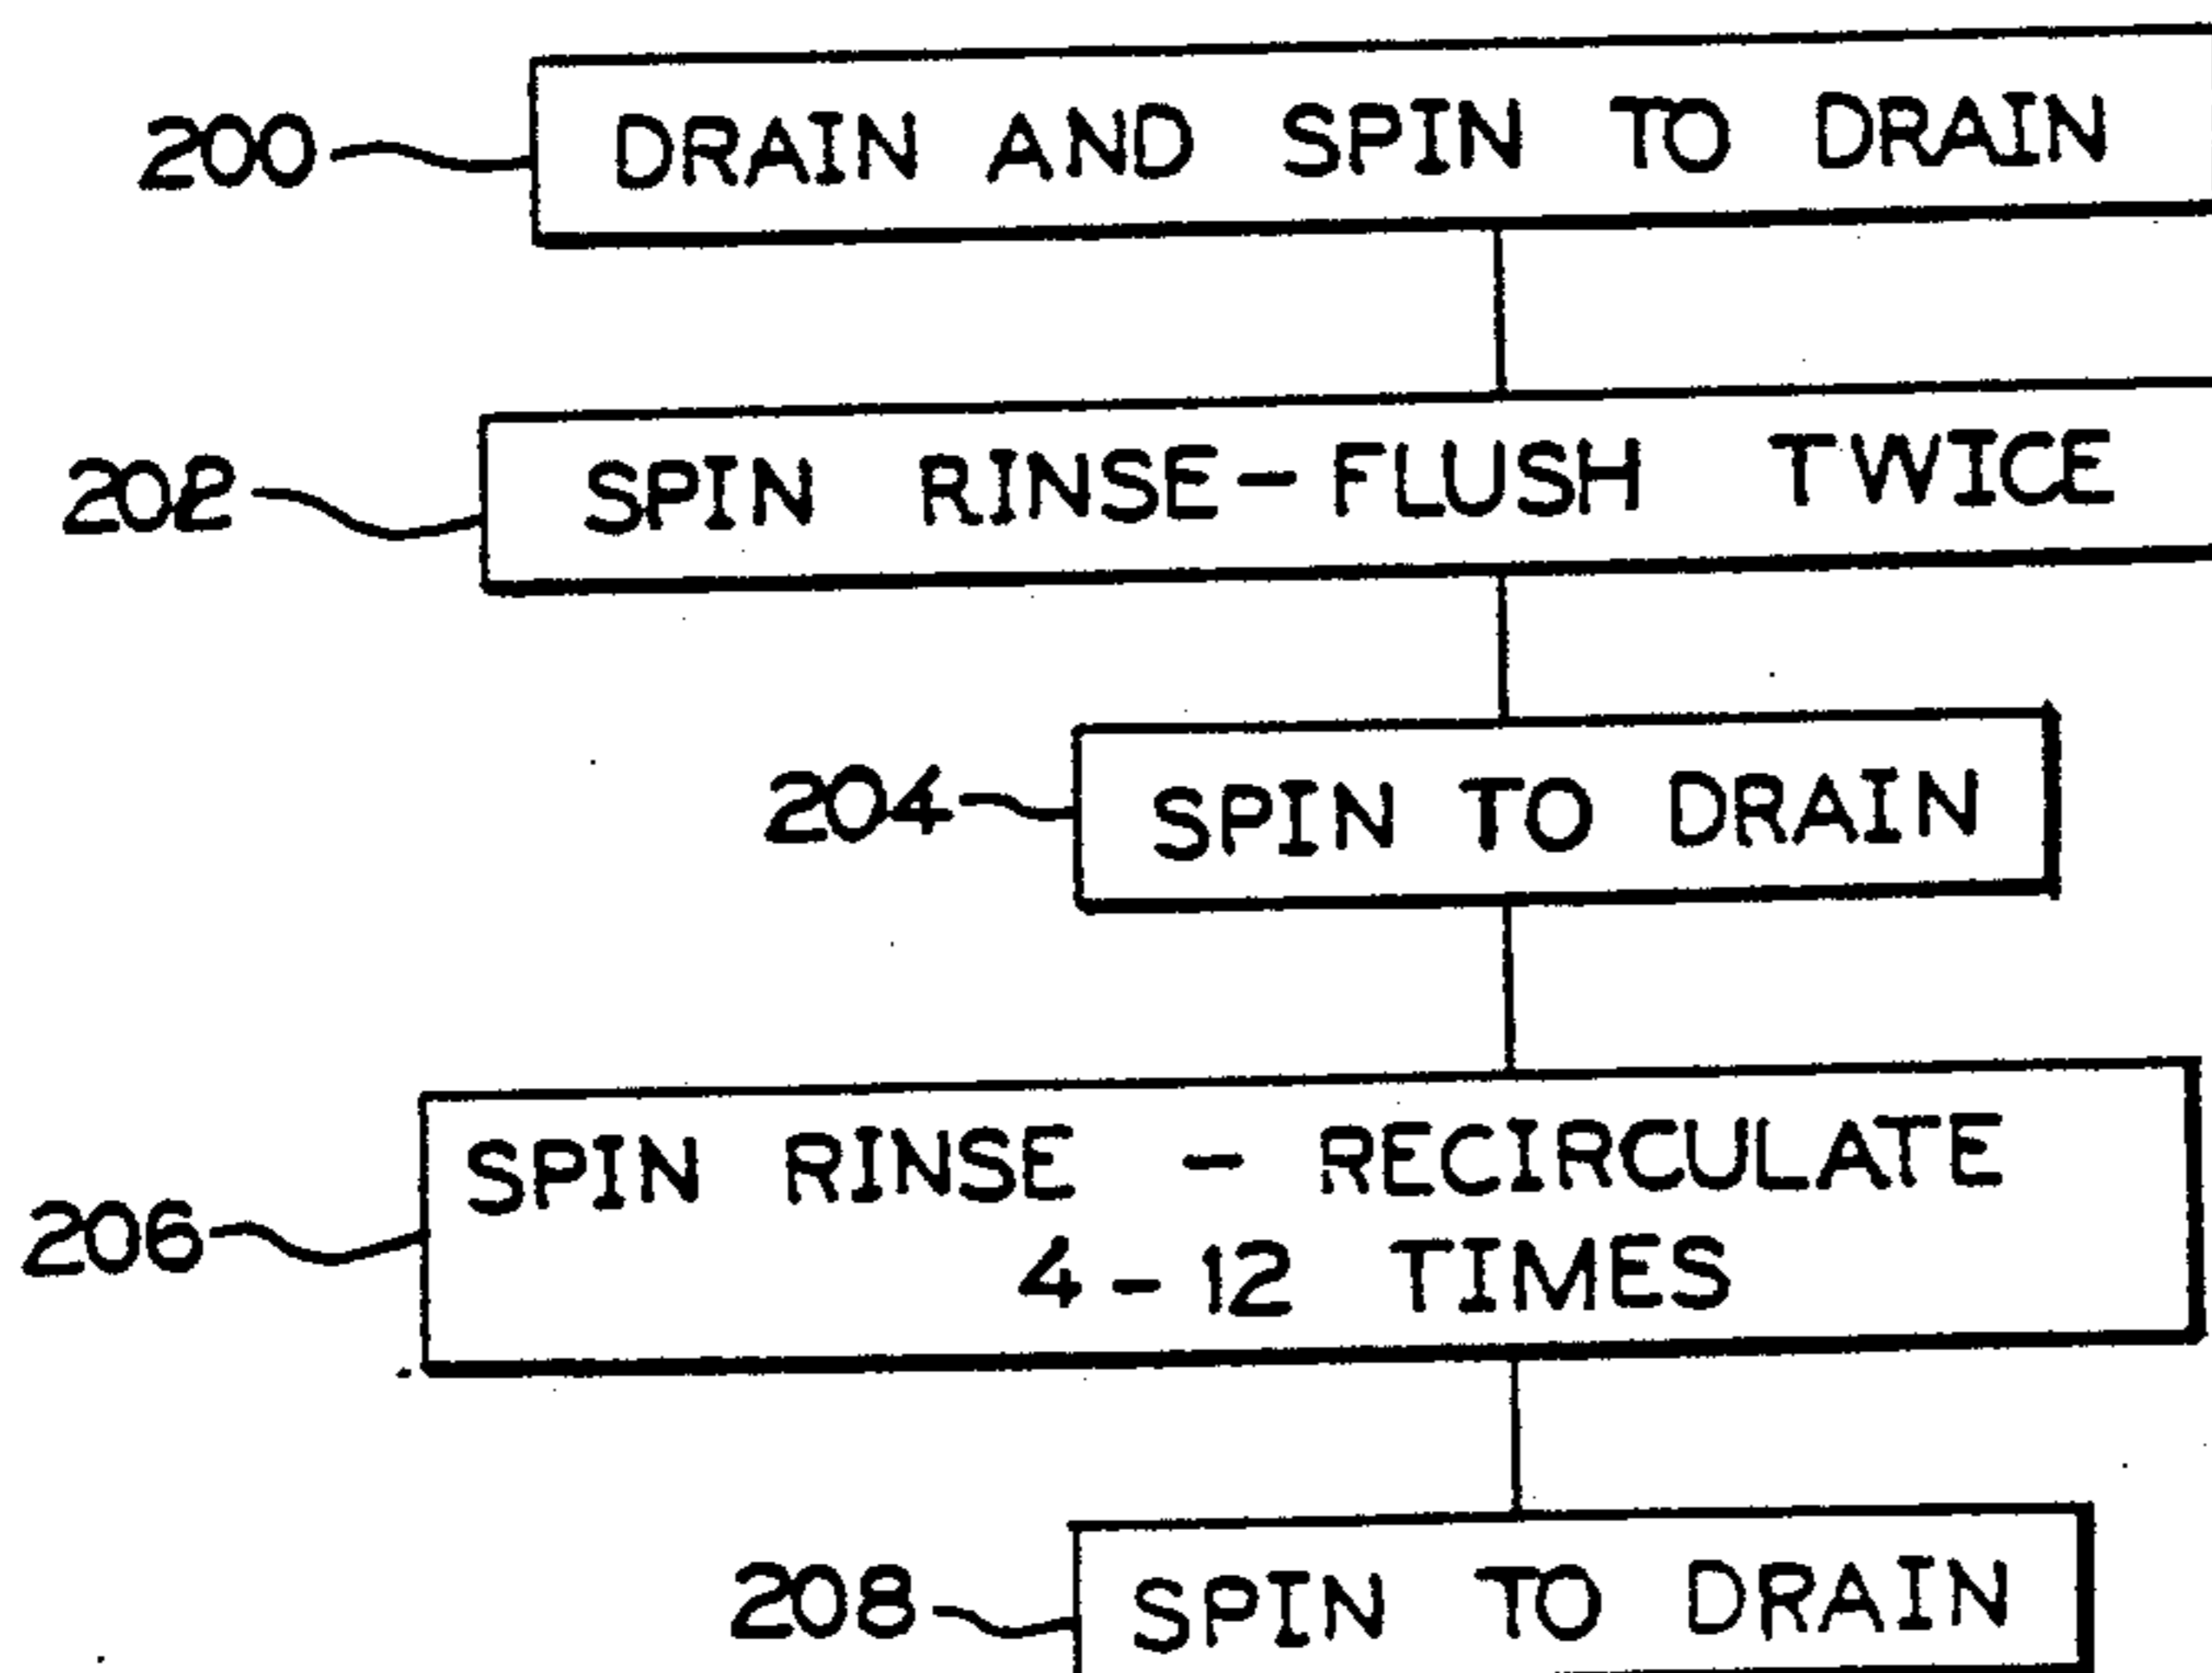 200 DRAIN AND SPIN TO DRAIN
202 SPIN RINSE-FLUSH TWICE
204 SPIN TO DRAIN
SPIN RINSE - RECIRCULATE
206 4-12 TIMES
208 SPIN TO DRAIN